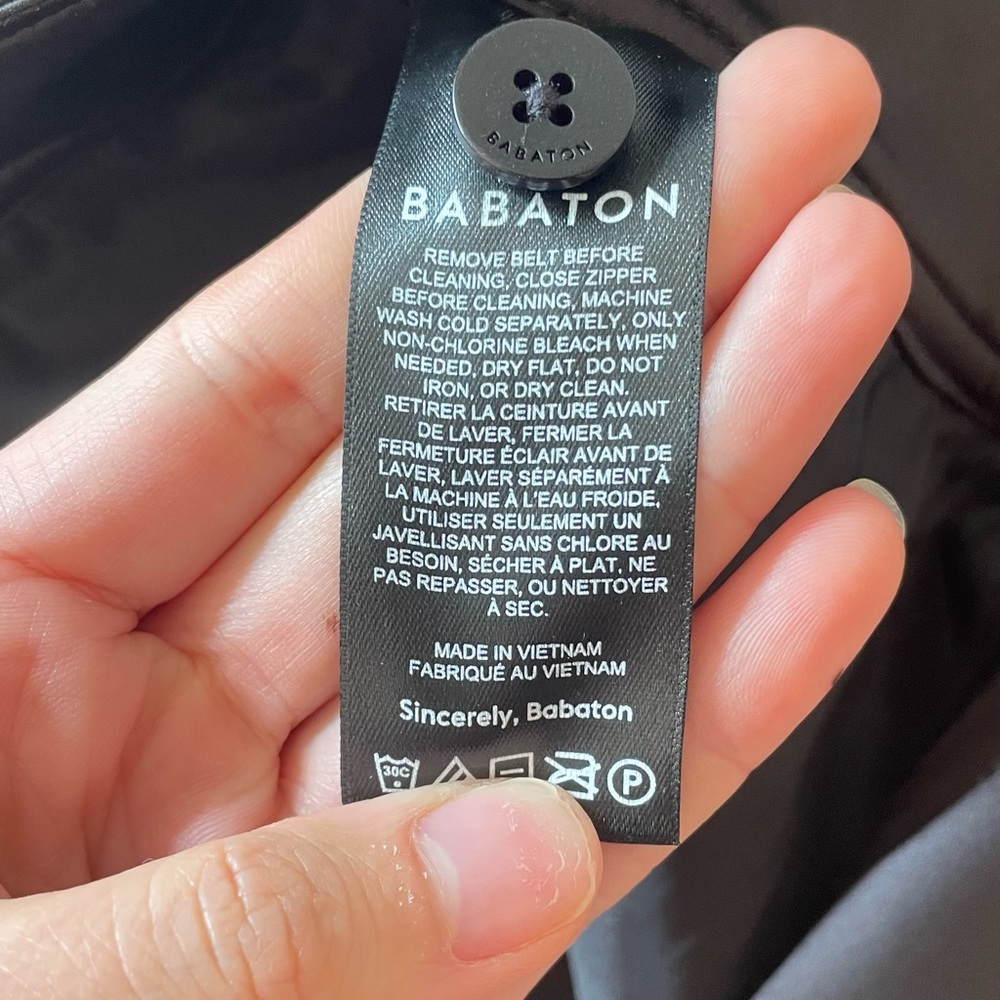 BABATON
BABATON
REMOVE BELT BEFORE
CLEANING, CLOSE ZIPPER
BEFORE CLEANING, MACHINE
WASH COLD SEPARATELY, ONLY
NON-CHLORINE BLEACH WHEN
NEEDED, DRY FLAT, DO NOT
IRON, OR DRY CLEAN.
RETIRER LA CEINTURE AVANT
DE LAVER, FERMER LA
FERMETURE ÉCLAIR AVANT DE
LAVER, LAVER SÉPARÉMENT À
LA MACHINE À L'EAU FROIDE,
UTILISER SEULEMENT UN
JAVELLISANT SANS CHLORE AU
BESOIN, SÉCHER À PLAT, NE
PAS REPASSER, OU NETTOYER
À SEC.
MADE IN VIETNAM
FABRIQUÉ AU VIETNAM
Sincerely, Babaton
30C P